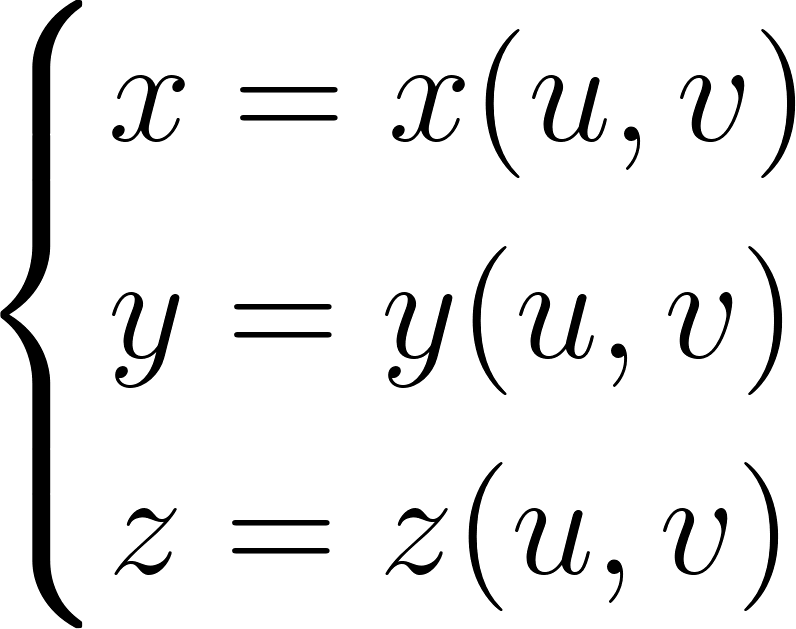 x = x(u, v)
y = y(u, v)
z = z(u, v)